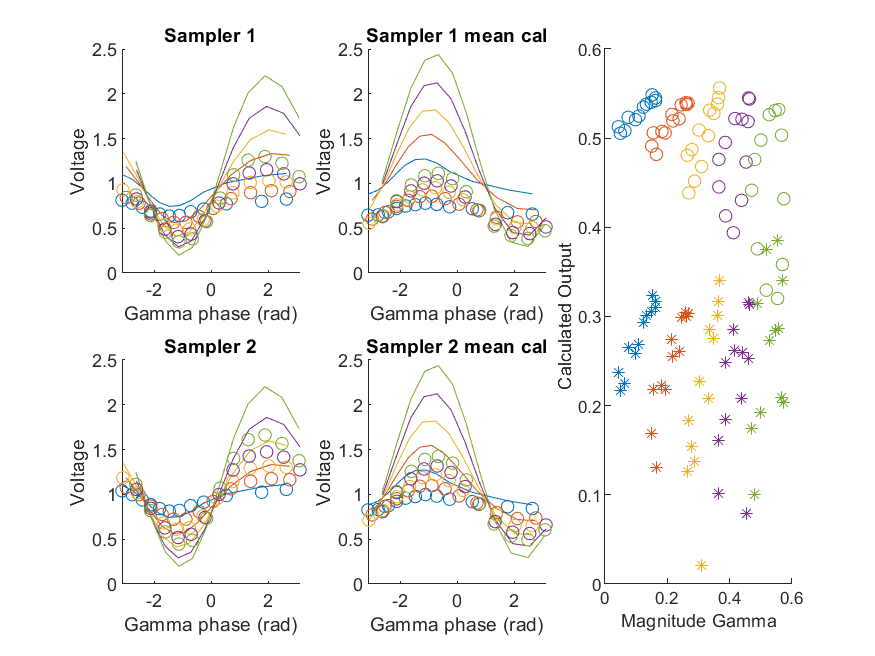 Sampler 1
2.5
2
1.5
1
0.5
0
Voltage
-2 0 2
Gamma phase (rad)
Sampler 1 mean cal
2.5
2
1.5
1
0.5
0
Voltage
-2 0 2
Gamma phase (rad)
Sampler 2
2.5
2
1.5
1
0.5
0
Voltage
-2 0 2
Gamma phase (rad)
Sampler 2 mean cal
2.5
2
1.5
1
0.5
0
Voltage
-2 0 2
Gamma phase (rad)
0.6
0.5
0.4
0.3
0.2
0.1
0
Calculated Output
0 0.2 0.4 0.6
Magnitude Gamma